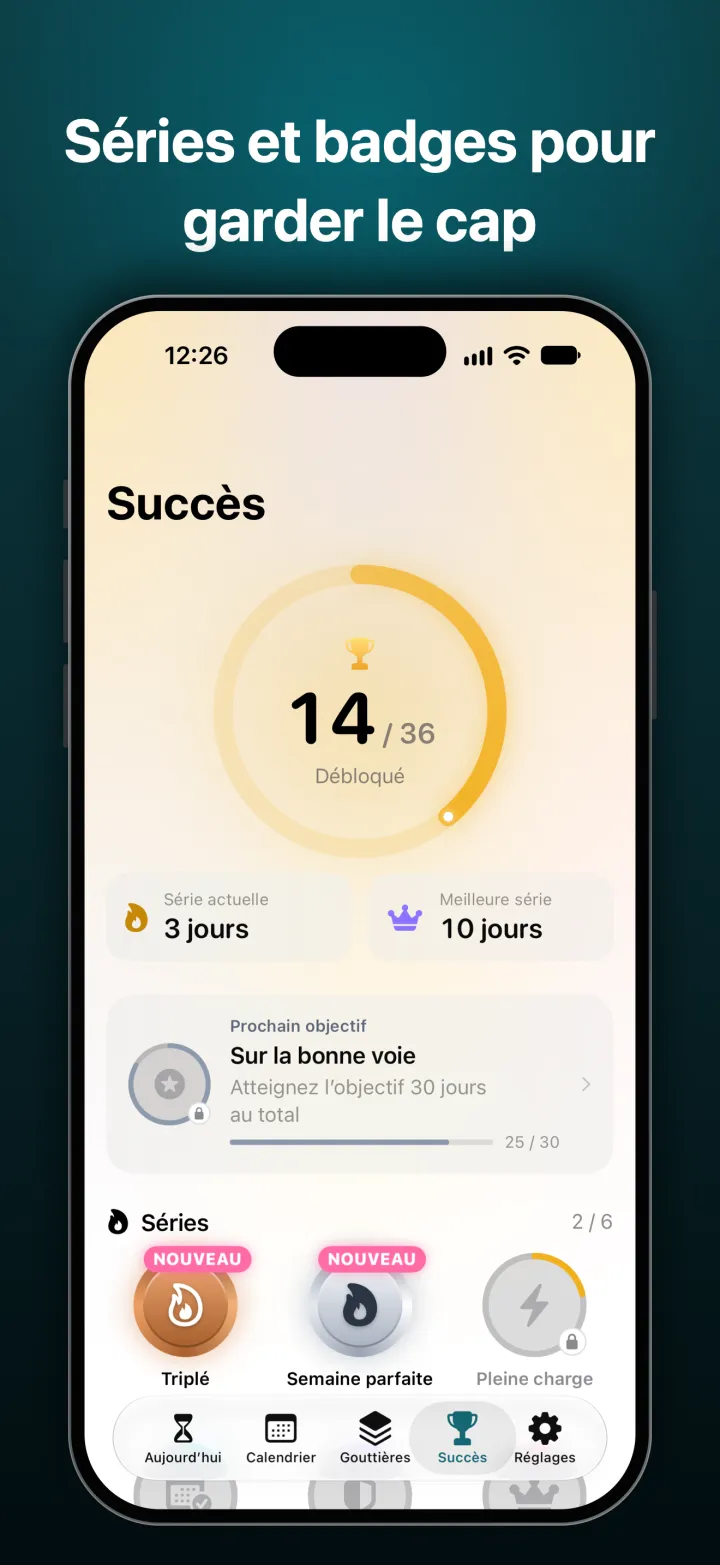 Séries et badges pour
garder le cap
12:26
Succès
14 / 36
Débloqué
Série actuelle
3 jours
Meilleure série
10 jours
Prochain objectif
Sur la bonne voie
Atteignez l’objectif 30 jours
au total
25 / 30
Séries
2 / 6
NOUVEAU
NOUVEAU
Triplé
Semaine parfaite
Pleine charge
Aujourd’hui
Calendrier
Gouttières
Succès
Réglages